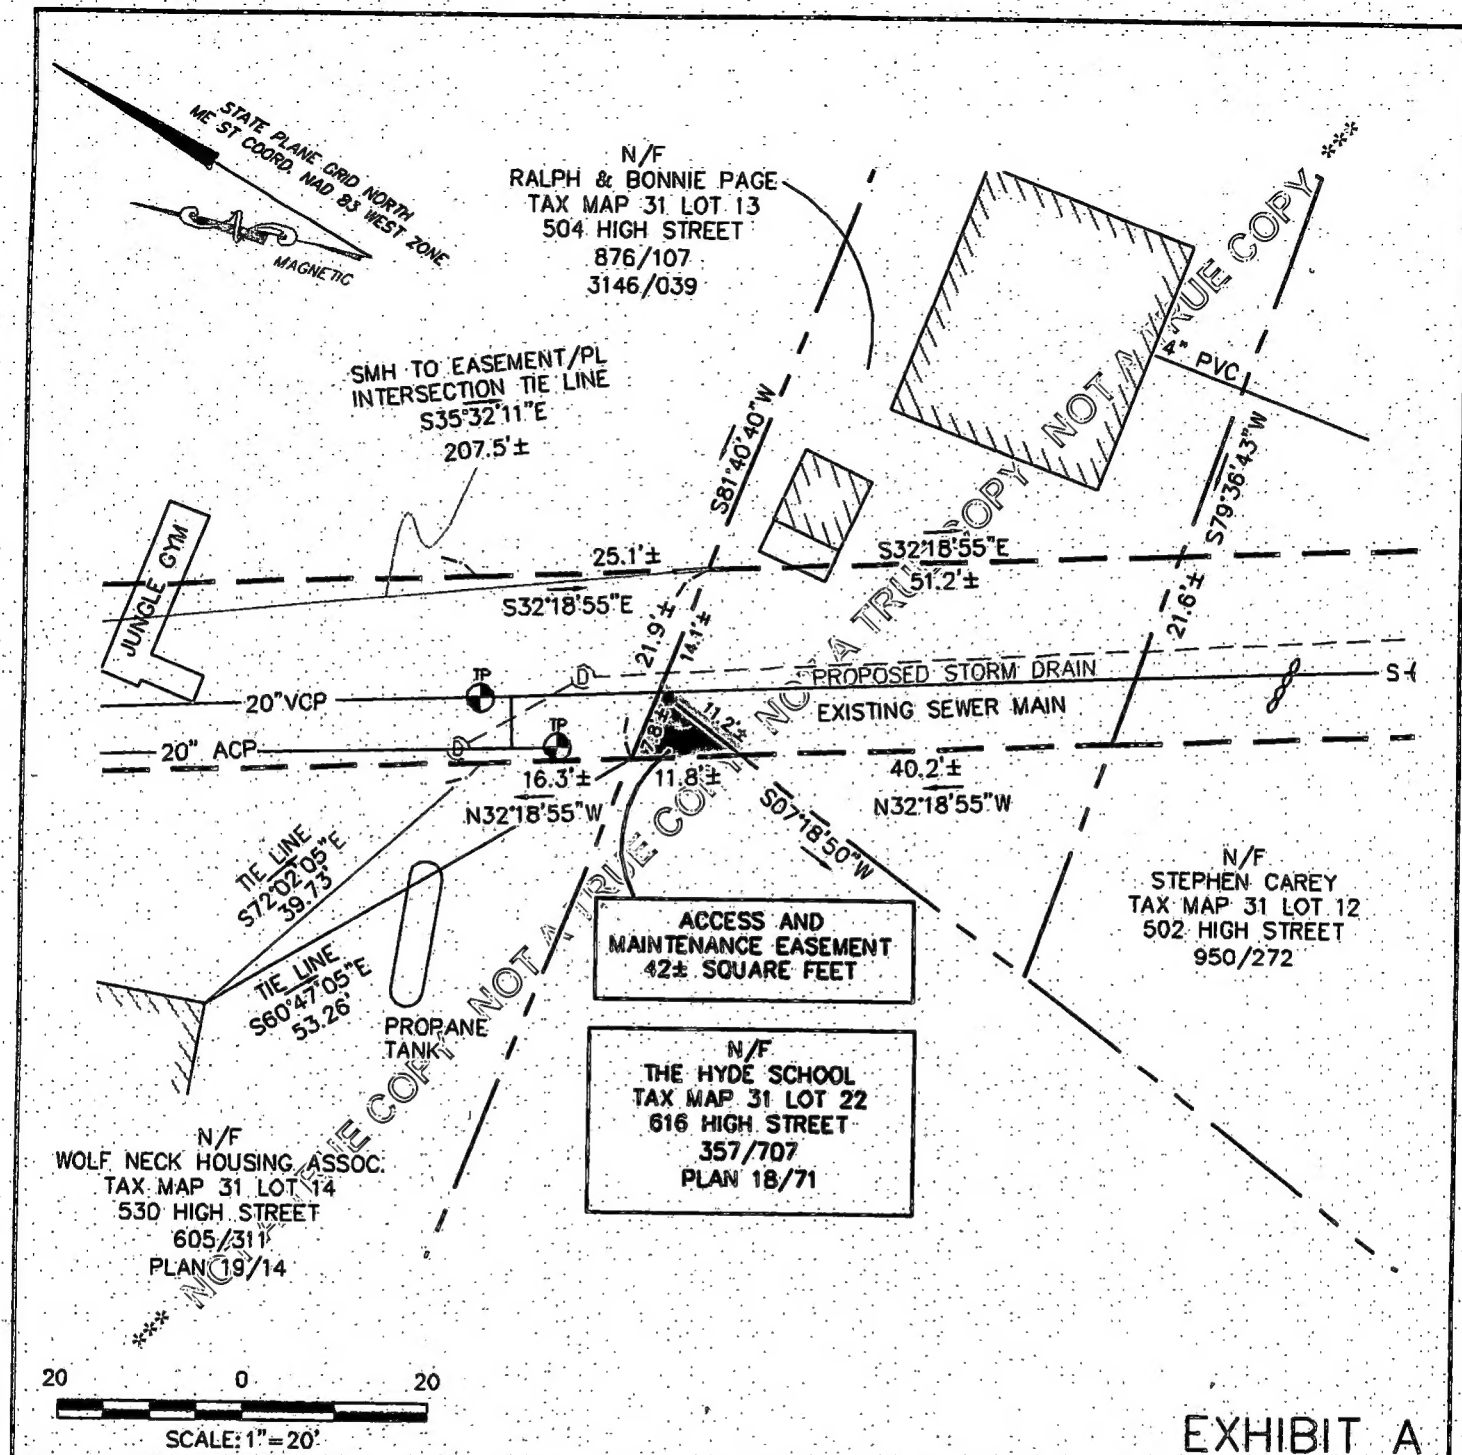 STATE PLANE GRID NORTH
ME ST COORD. NAD 83 WEST ZONE
MAGNETIC
N/F
RALPH & BONNIE PAGE
TAX MAP 31 LOT 13
504 HIGH STREET
876/107
3146/039
SMH TO EASEMENT/PL
INTERSECTION TIE LINE
S35°32'11"E
207.5'±
JUNGLE GYM
S81°40'40"W
4" PVC
S79°36'43"W
25.1'±
S32°18'55"E
S32°18'55"E
51.2'±
21.9'±
14.1'±
21.6'±
20"VCP
TP
D
PROPOSED STORM DRAIN
EXISTING SEWER MAIN
S
20" ACP
D
TP
7.8'±
11.2'±
16.3'±
N32°18'55"W
11.8'±
40.2'±
N32°18'55"W
S07°18'50"W
TIE LINE
S72°02'05"E
39.73'
TIE LINE
S60°47'05"E
53.26'
PROPANE
TANK
ACCESS AND
MAINTENANCE EASEMENT
42± SQUARE FEET
N/F
STEPHEN CAREY
TAX MAP 31 LOT 12
502 HIGH STREET
950/272
N/F
THE HYDE SCHOOL
TAX MAP 31 LOT 22
616 HIGH STREET
357/707
PLAN 18/71
N/F
WOLF NECK HOUSING ASSOC.
TAX MAP 31 LOT 14
530 HIGH STREET
605/311
PLAN 19/14
*** NOT A TRUE COPY NOT A TRUE COPY NOT A TRUE COPY NOT A TRUE COPY ***
20 0 20
SCALE: 1"=20'
EXHIBIT A